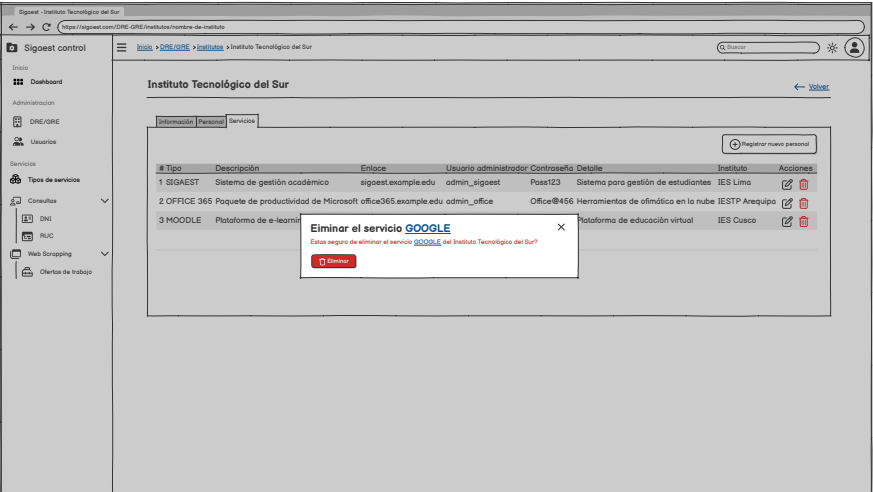 Sigaest - Instituto Tecnológico del Sur
https://sigaest.com/DRE-GRE/institutos/nombre-de-instituto
Sigaest control
Inicio > DRE/GRE > Institutos > Instituto Tecnológico del Sur
Buscar
Inicio
Dashboard
Administracion
DRE/GRE
Usuarios
Servicios
Tipos de servicios
Consultas
DNI
RUC
Web Scrapping
Ofertas de trabajo
Instituto Tecnológico del Sur
Volver
Información Personal Servicios
Registrar nuevo personal
# Tipo Descripción Enlace Usuario administrador Contraseña Detalle Instituto Acciones
1 SIGAEST Sistema de gestión académico sigaest.example.edu admin_sigaest Pass123 Sistema para gestión de estudiantes IES Lima
2 OFFICE 365 Paquete de productividad de Microsoft office365.example.edu admin_office Office@456 Herramientas de ofimática en la nube IESTP Arequipa
3 MOODLE Plataforma de e-learnin Plataforma de educación virtual IES Cusco
Eiminar el servicio GOOGLE
Estas seguro de eliminar el servicio GOOGLE del Instituto Tecnológico del Sur?
Eliminar